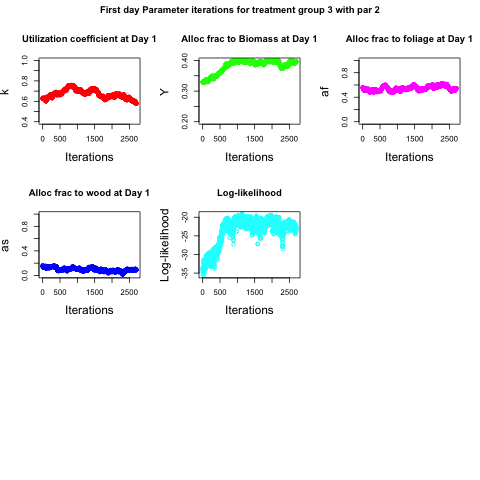 First day Parameter iterations for treatment group 3 with par 2
Utilization coefficient at Day 1
k
0.4 0.6 0.8 1.0
0 500 1500 2500
Iterations
Alloc frac to Biomass at Day 1
Y
0.20 0.30 0.40
0 500 1500 2500
Iterations
Alloc frac to foliage at Day 1
af
0.0 0.4 0.8
0 500 1500 2500
Iterations
Alloc frac to wood at Day 1
as
0.0 0.4 0.8
0 500 1500 2500
Iterations
Log-likelihood
Log-likelihood
-35 -30 -25 -20
0 500 1500 2500
Iterations